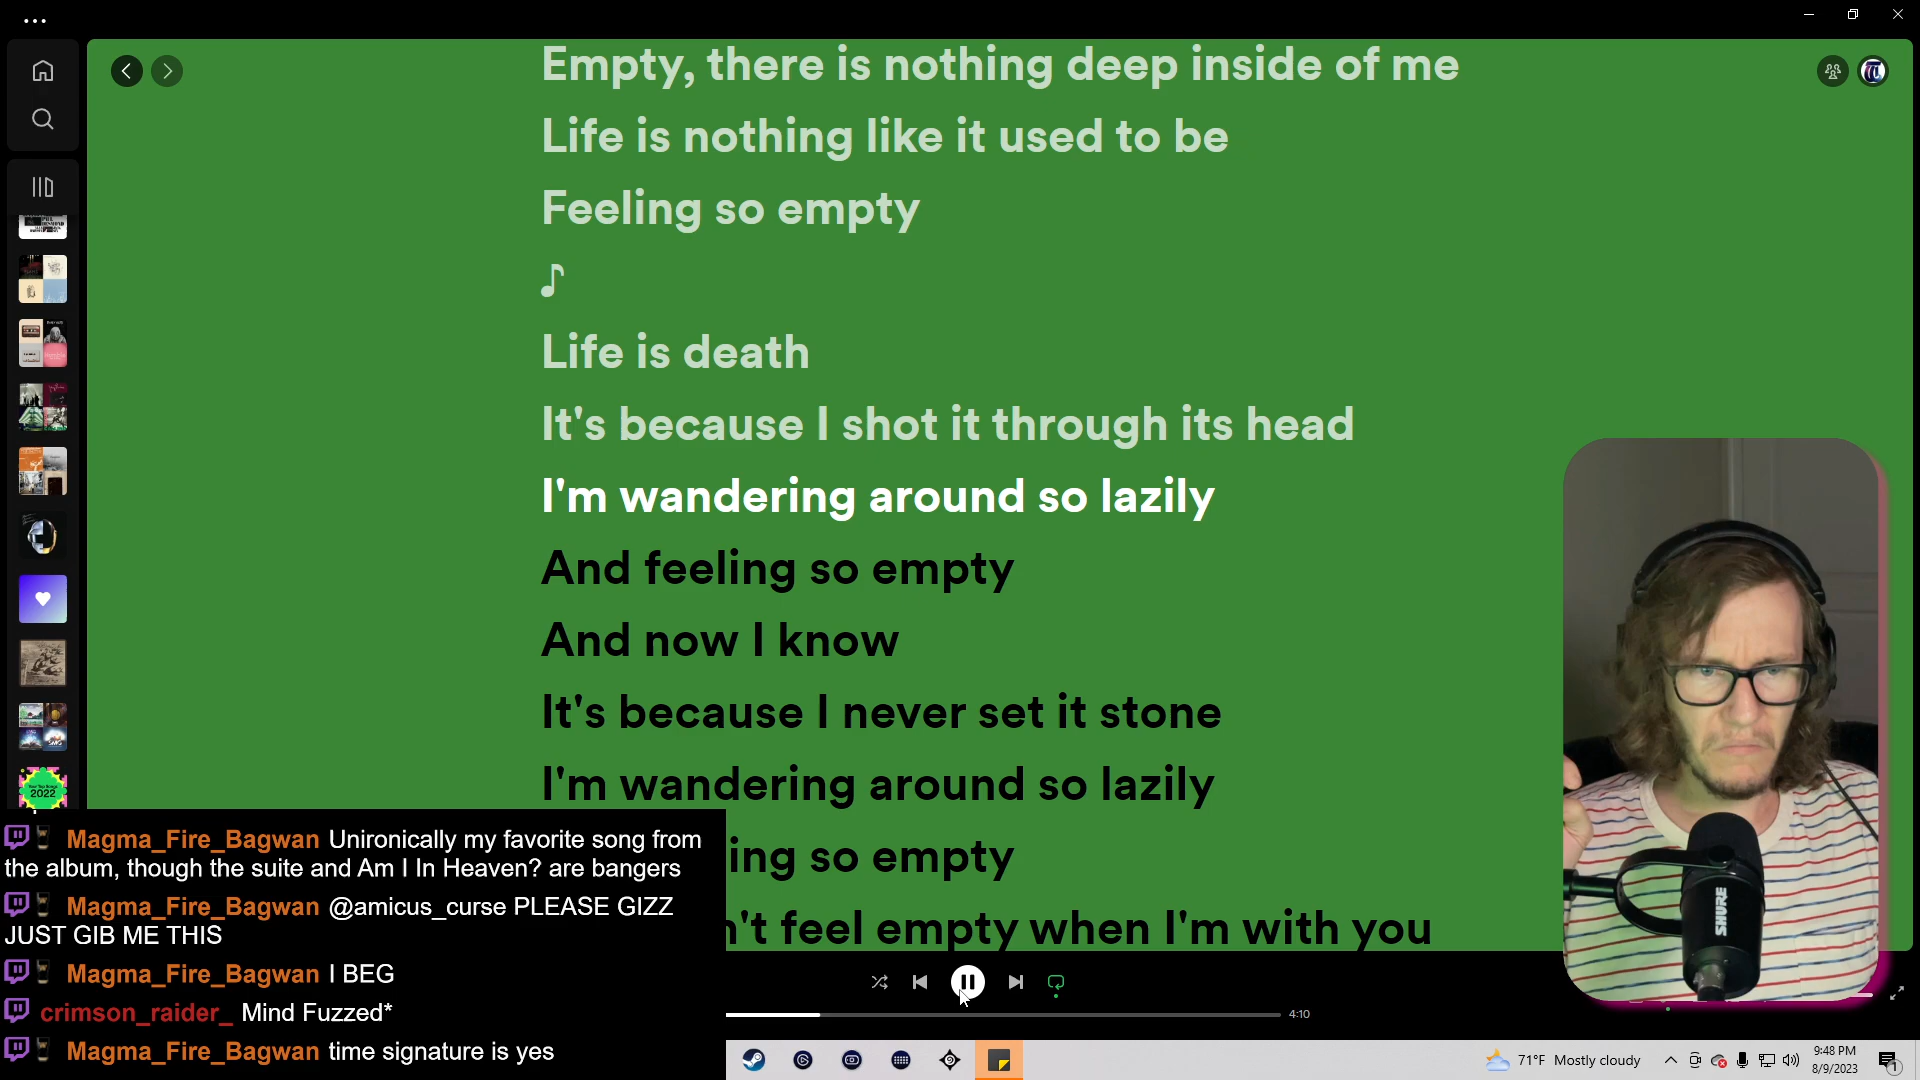 Empty, there is nothing deep inside of me
Life is nothing like it used to be
Feeling so empty
♪
Life is death
It's because I shot it through its head
I'm wandering around so lazily
And feeling so empty
And now I know
It's because I never set it stone
I'm wandering around so lazily
ing so empty
n't feel empty when I'm with you
2022
Magma_Fire_Bagwan Unironically my favorite song from
the album, though the suite and Am I In Heaven? are bangers
Magma_Fire_Bagwan @amicus_curse PLEASE GIZZ
JUST GIB ME THIS
Magma_Fire_Bagwan I BEG
crimson_raider_ Mind Fuzzed*
Magma_Fire_Bagwan time signature is yes
4:10
SHURE
71°F Mostly cloudy
9:48 PM
8/9/2023
1